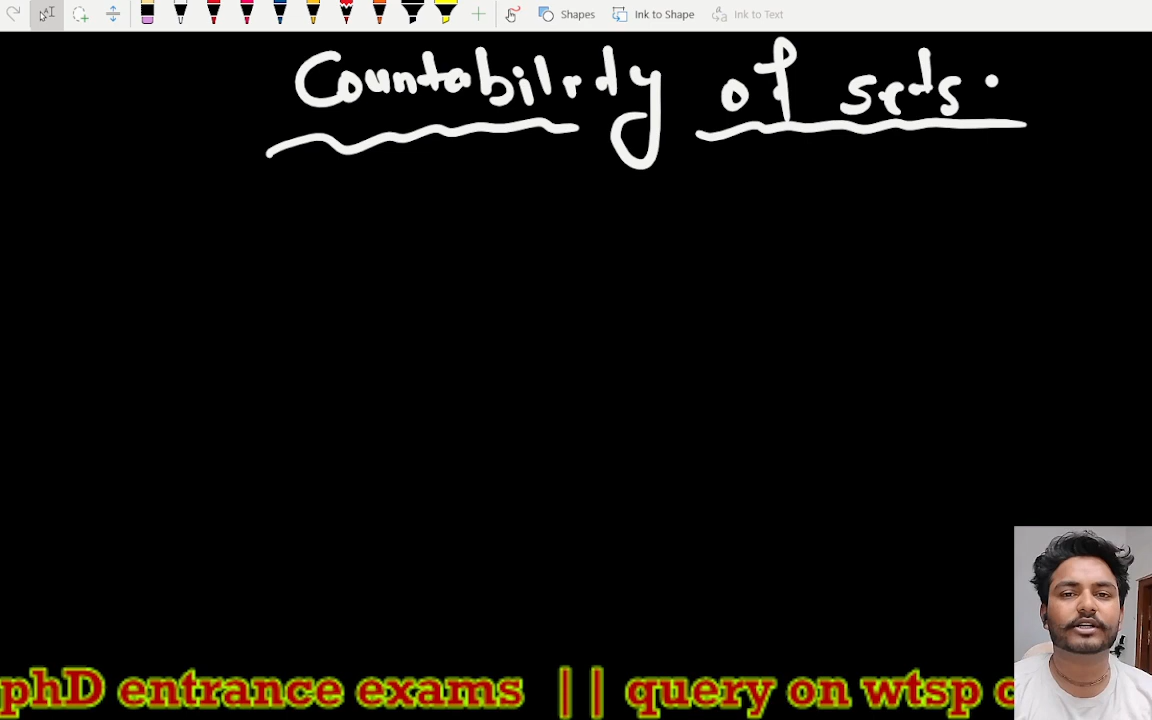 Shapes Ink to Shape Ink to Text
Countability of sets.
phD entrance exams || query on wtsp